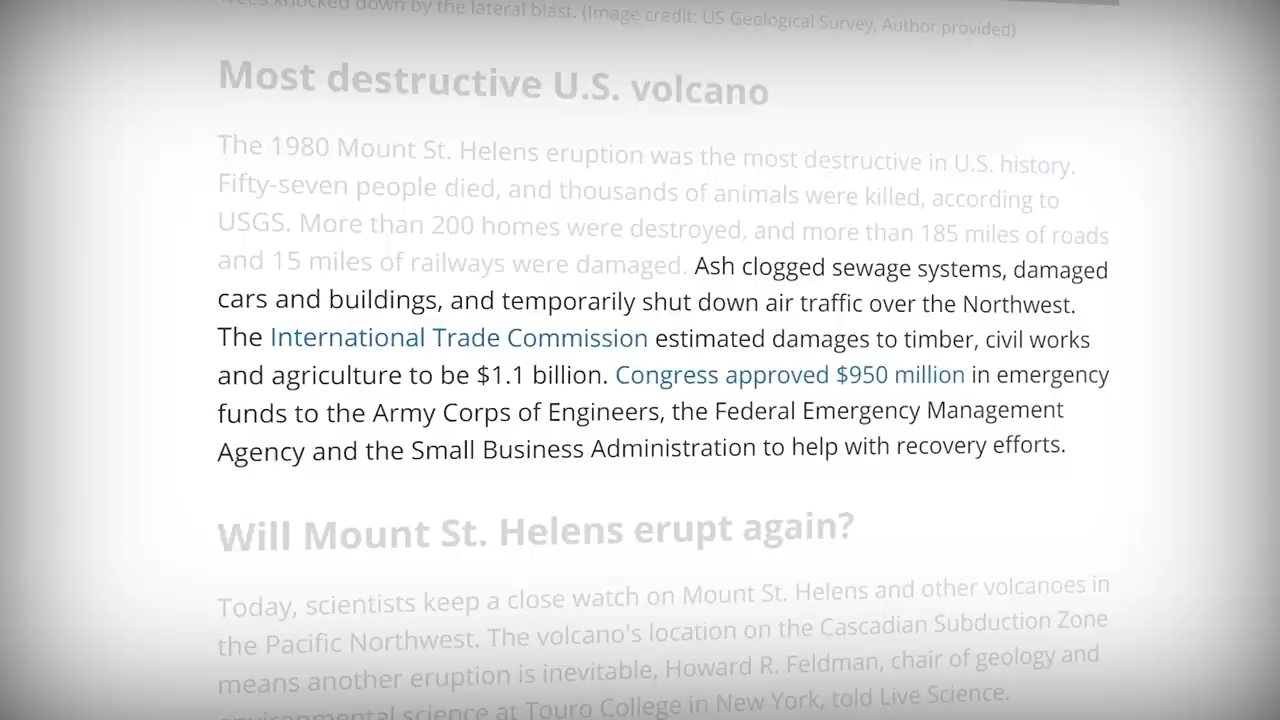 knocked down by the lateral blast. (Image credit: US Geological Survey, Author provided)
Most destructive U.S. volcano
The 1980 Mount St. Helens eruption was the most destructive in U.S. history.
Fifty-seven people died, and thousands of animals were killed, according to
USGS. More than 200 homes were destroyed, and more than 185 miles of roads
and 15 miles of railways were damaged. Ash clogged sewage systems, damaged
cars and buildings, and temporarily shut down air traffic over the Northwest.
The International Trade Commission estimated damages to timber, civil works
and agriculture to be $1.1 billion. Congress approved $950 million in emergency
funds to the Army Corps of Engineers, the Federal Emergency Management
Agency and the Small Business Administration to help with recovery efforts.
Will Mount St. Helens erupt again?
Today, scientists keep a close watch on Mount St. Helens and other volcanoes in
the Pacific Northwest. The volcano's location on the Cascadian Subduction Zone
means another eruption is inevitable, Howard R. Feldman, chair of geology and
environmental science at Touro College in New York, told Live Science.